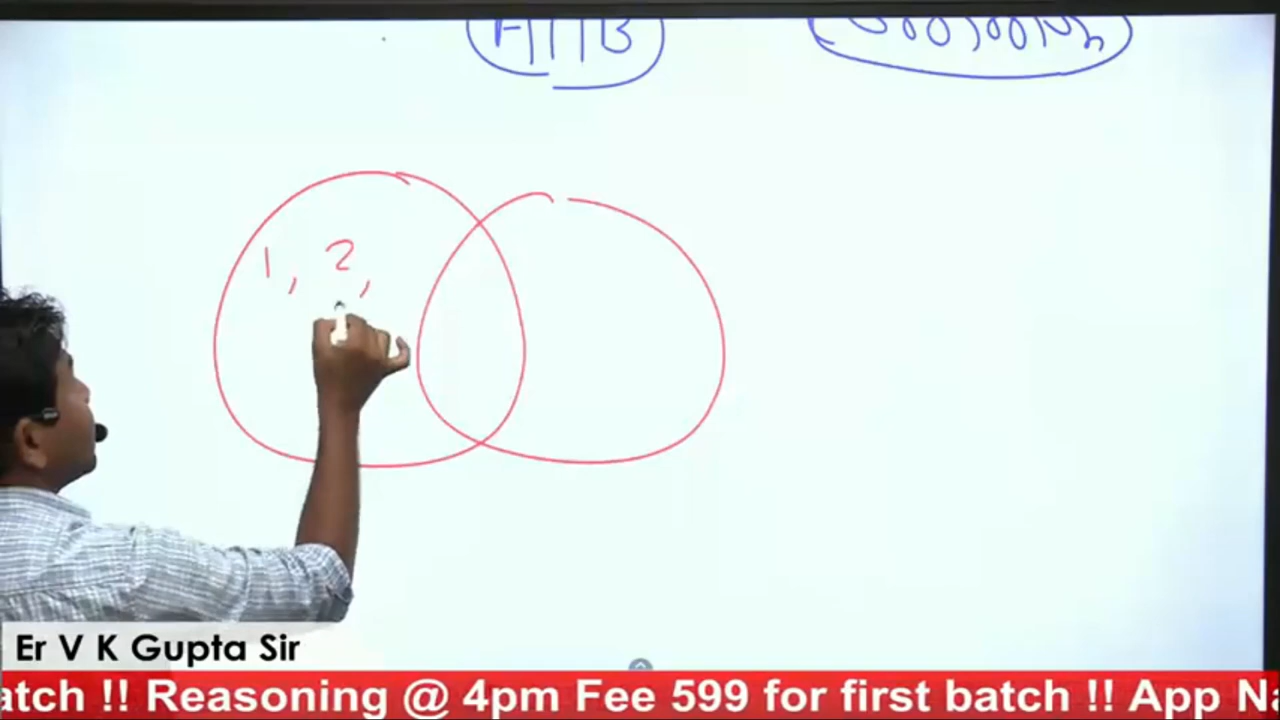 1, 2,
Er V K Gupta Sir
atch !! Reasoning @ 4pm Fee 599 for first batch !! App Na